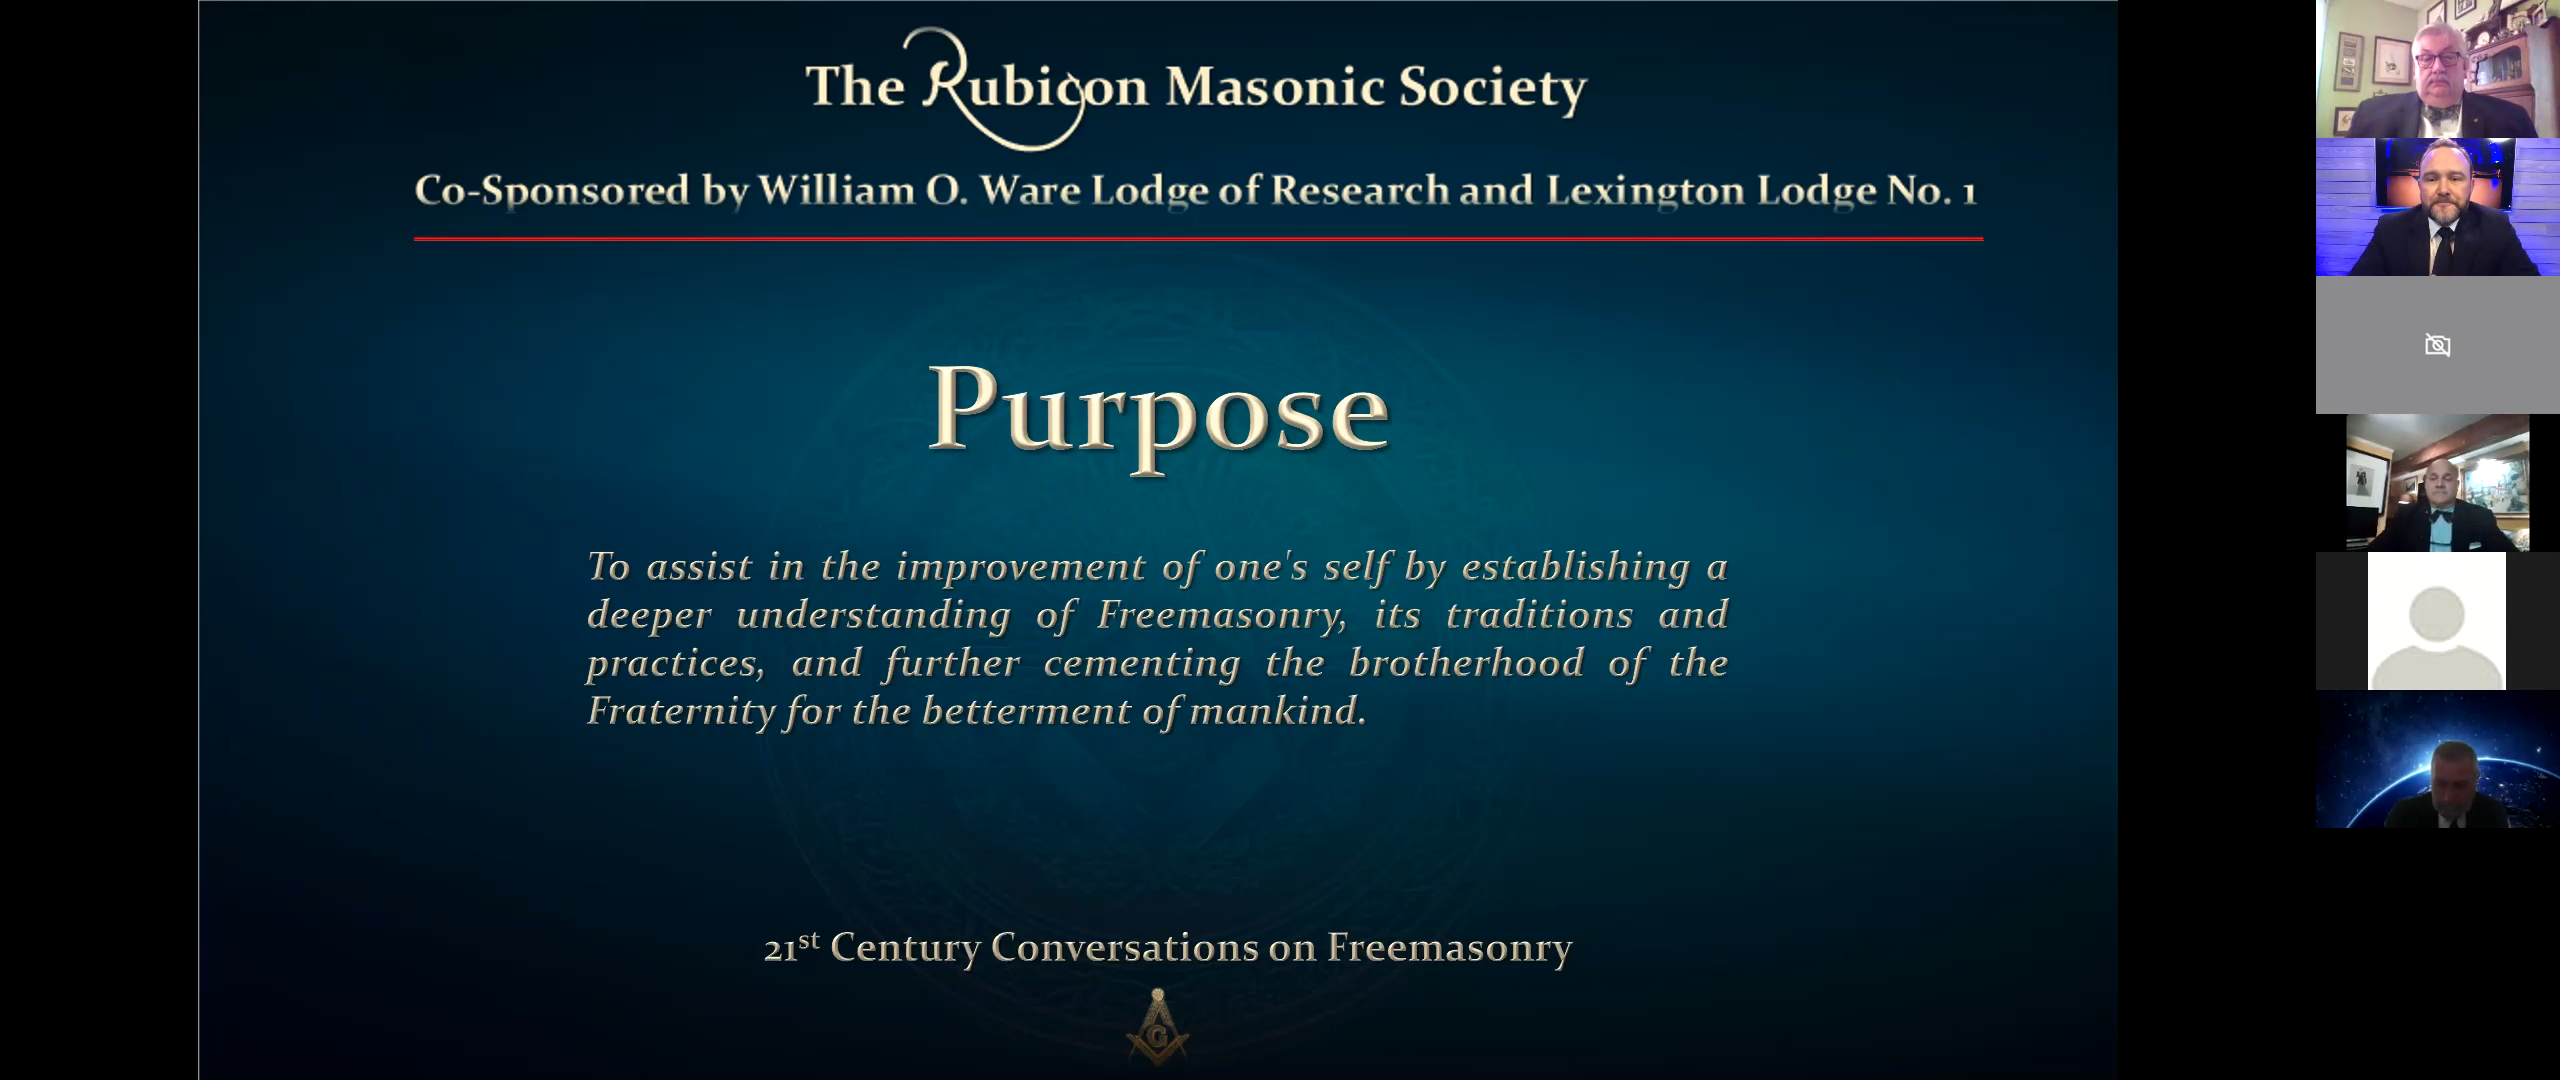 The Rubicon Masonic Society
Co-Sponsored by William O. Ware Lodge of Research and Lexington Lodge No. 1
Purpose
To assist in the improvement of one's self by establishing a
deeper understanding of Freemasonry, its traditions and
practices, and further cementing the brotherhood of the
Fraternity for the betterment of mankind.
21st Century Conversations on Freemasonry
G